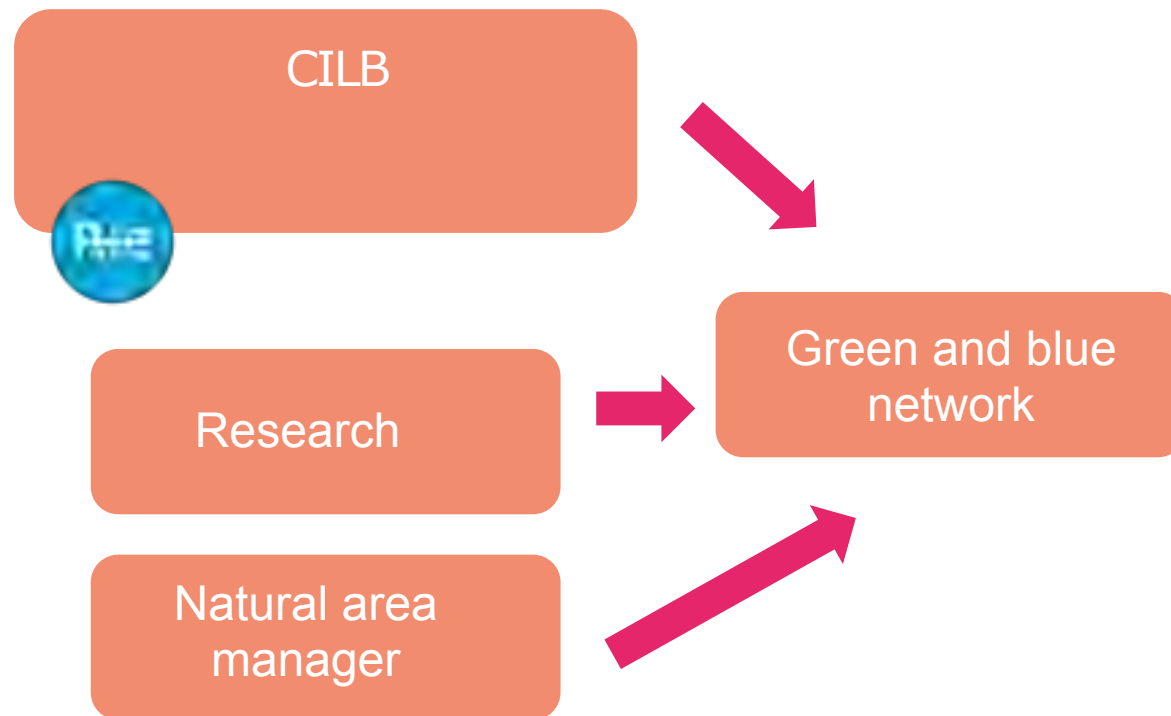 CILB
Research
Natural area
manager
Green and blue
network